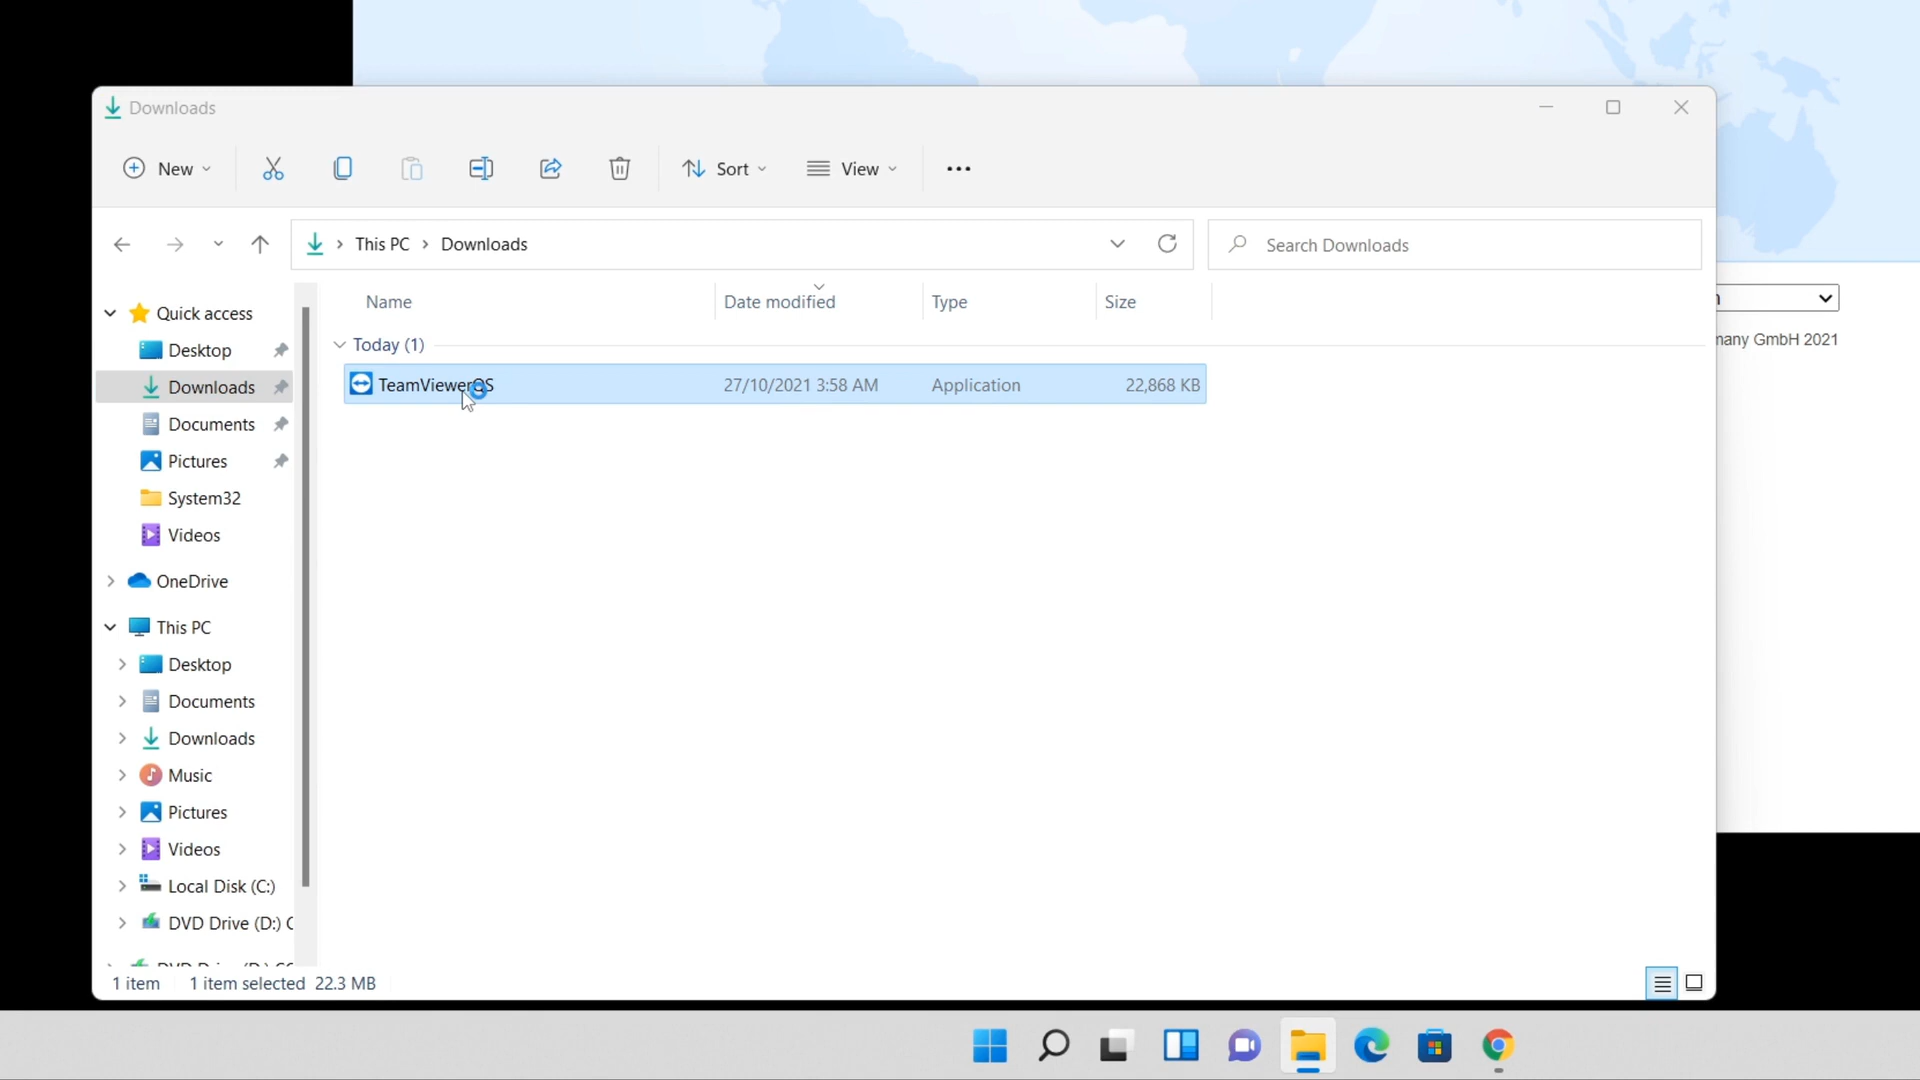 Downloads
New
Sort
View
This PC
Downloads
Search Downloads
Name
Date modified
Type
Size
Quick access
Today (1)
Desktop
TeamViewerQS
27/10/2021 3:58 AM
Application
22,868 KB
Downloads
Documents
Pictures
System32
Videos
OneDrive
This PC
Desktop
Documents
Downloads
Music
Pictures
Videos
Local Disk (C:)
DVD Drive (D:) C
1 item
1 item selected
22.3 MB
GmbH 2021